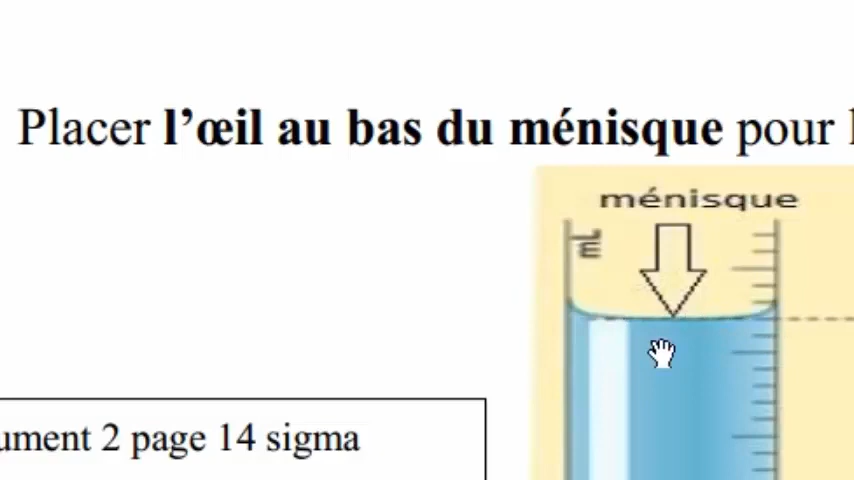 Placer l’œil au bas du ménisque pour
ménisque
mL
ument 2 page 14 sigma